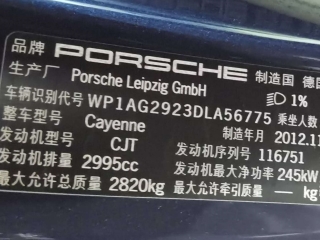 品牌 PORSCHE 制造国 德国
生产厂 Porsche Leipzig GmbH 1%
车辆识别代号 WP1AG2923DLA56775 乘坐人数
整车型号 Cayenne 制造年月 2012.11
发动机型号 CJT 发动机序列号 116751
发动机排量 2995cc 发动机最大净功率 245kW
最大允许总质量 2820kg 最大允许牵引质量 — kg